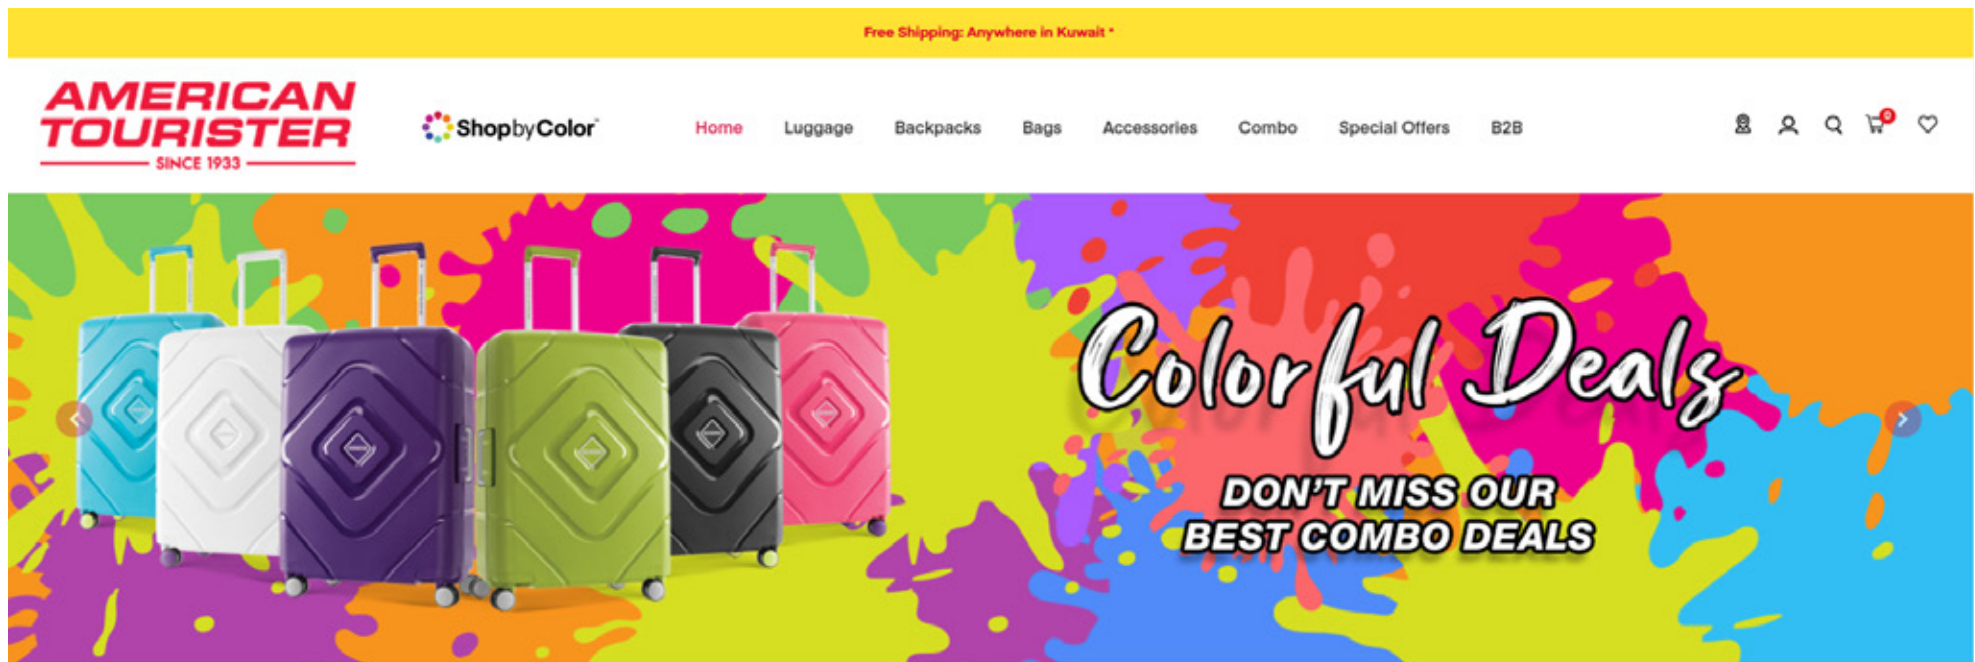 Free Shipping: Anywhere in Kuwait *
AMERICAN
TOURISTER
SINCE 1933
ShopbyColor
Home Luggage Backpacks Bags Accessories Combo Special Offers B2B
0
Colorful Deals
DON'T MISS OUR
BEST COMBO DEALS